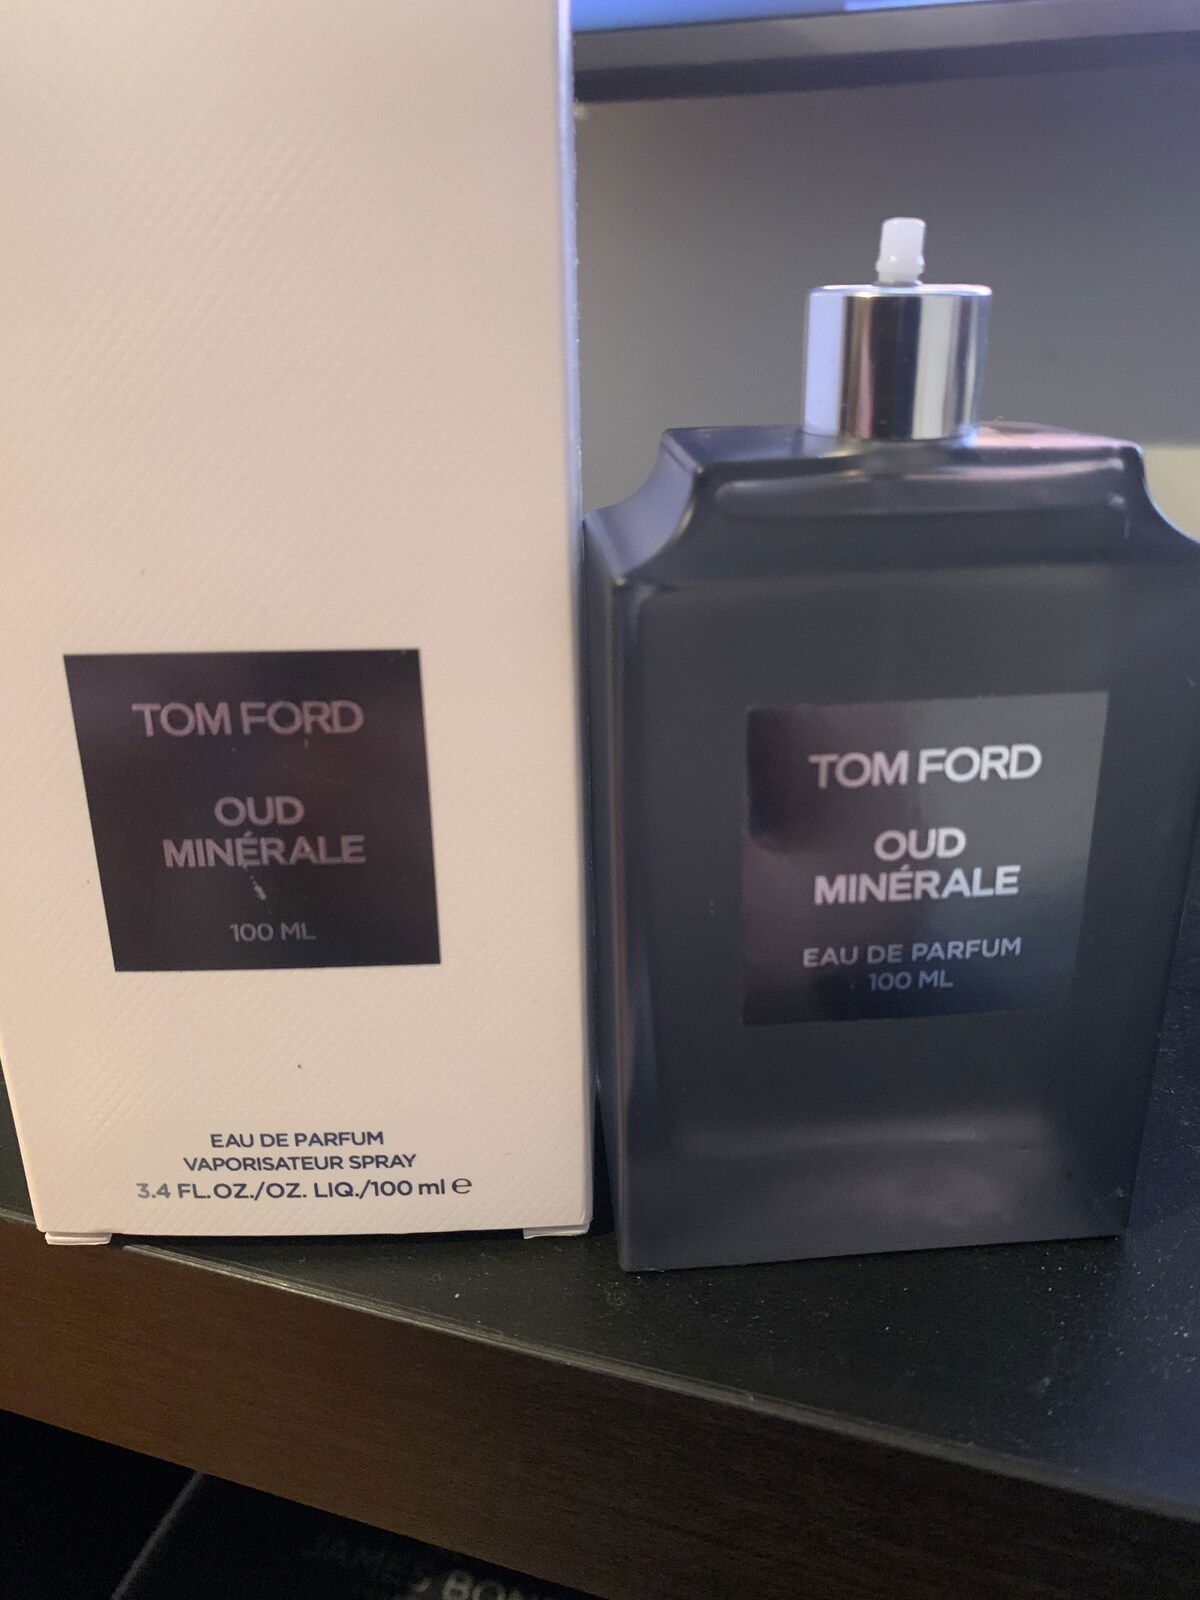 TOM FORD
OUD
MINÉRALE
100 ML
EAU DE PARFUM
VAPORISATEUR SPRAY
3.4 FL.OZ./OZ. LIQ./100 ml ℮
TOM FORD
OUD
MINÉRALE
EAU DE PARFUM
100 ML
JAMES